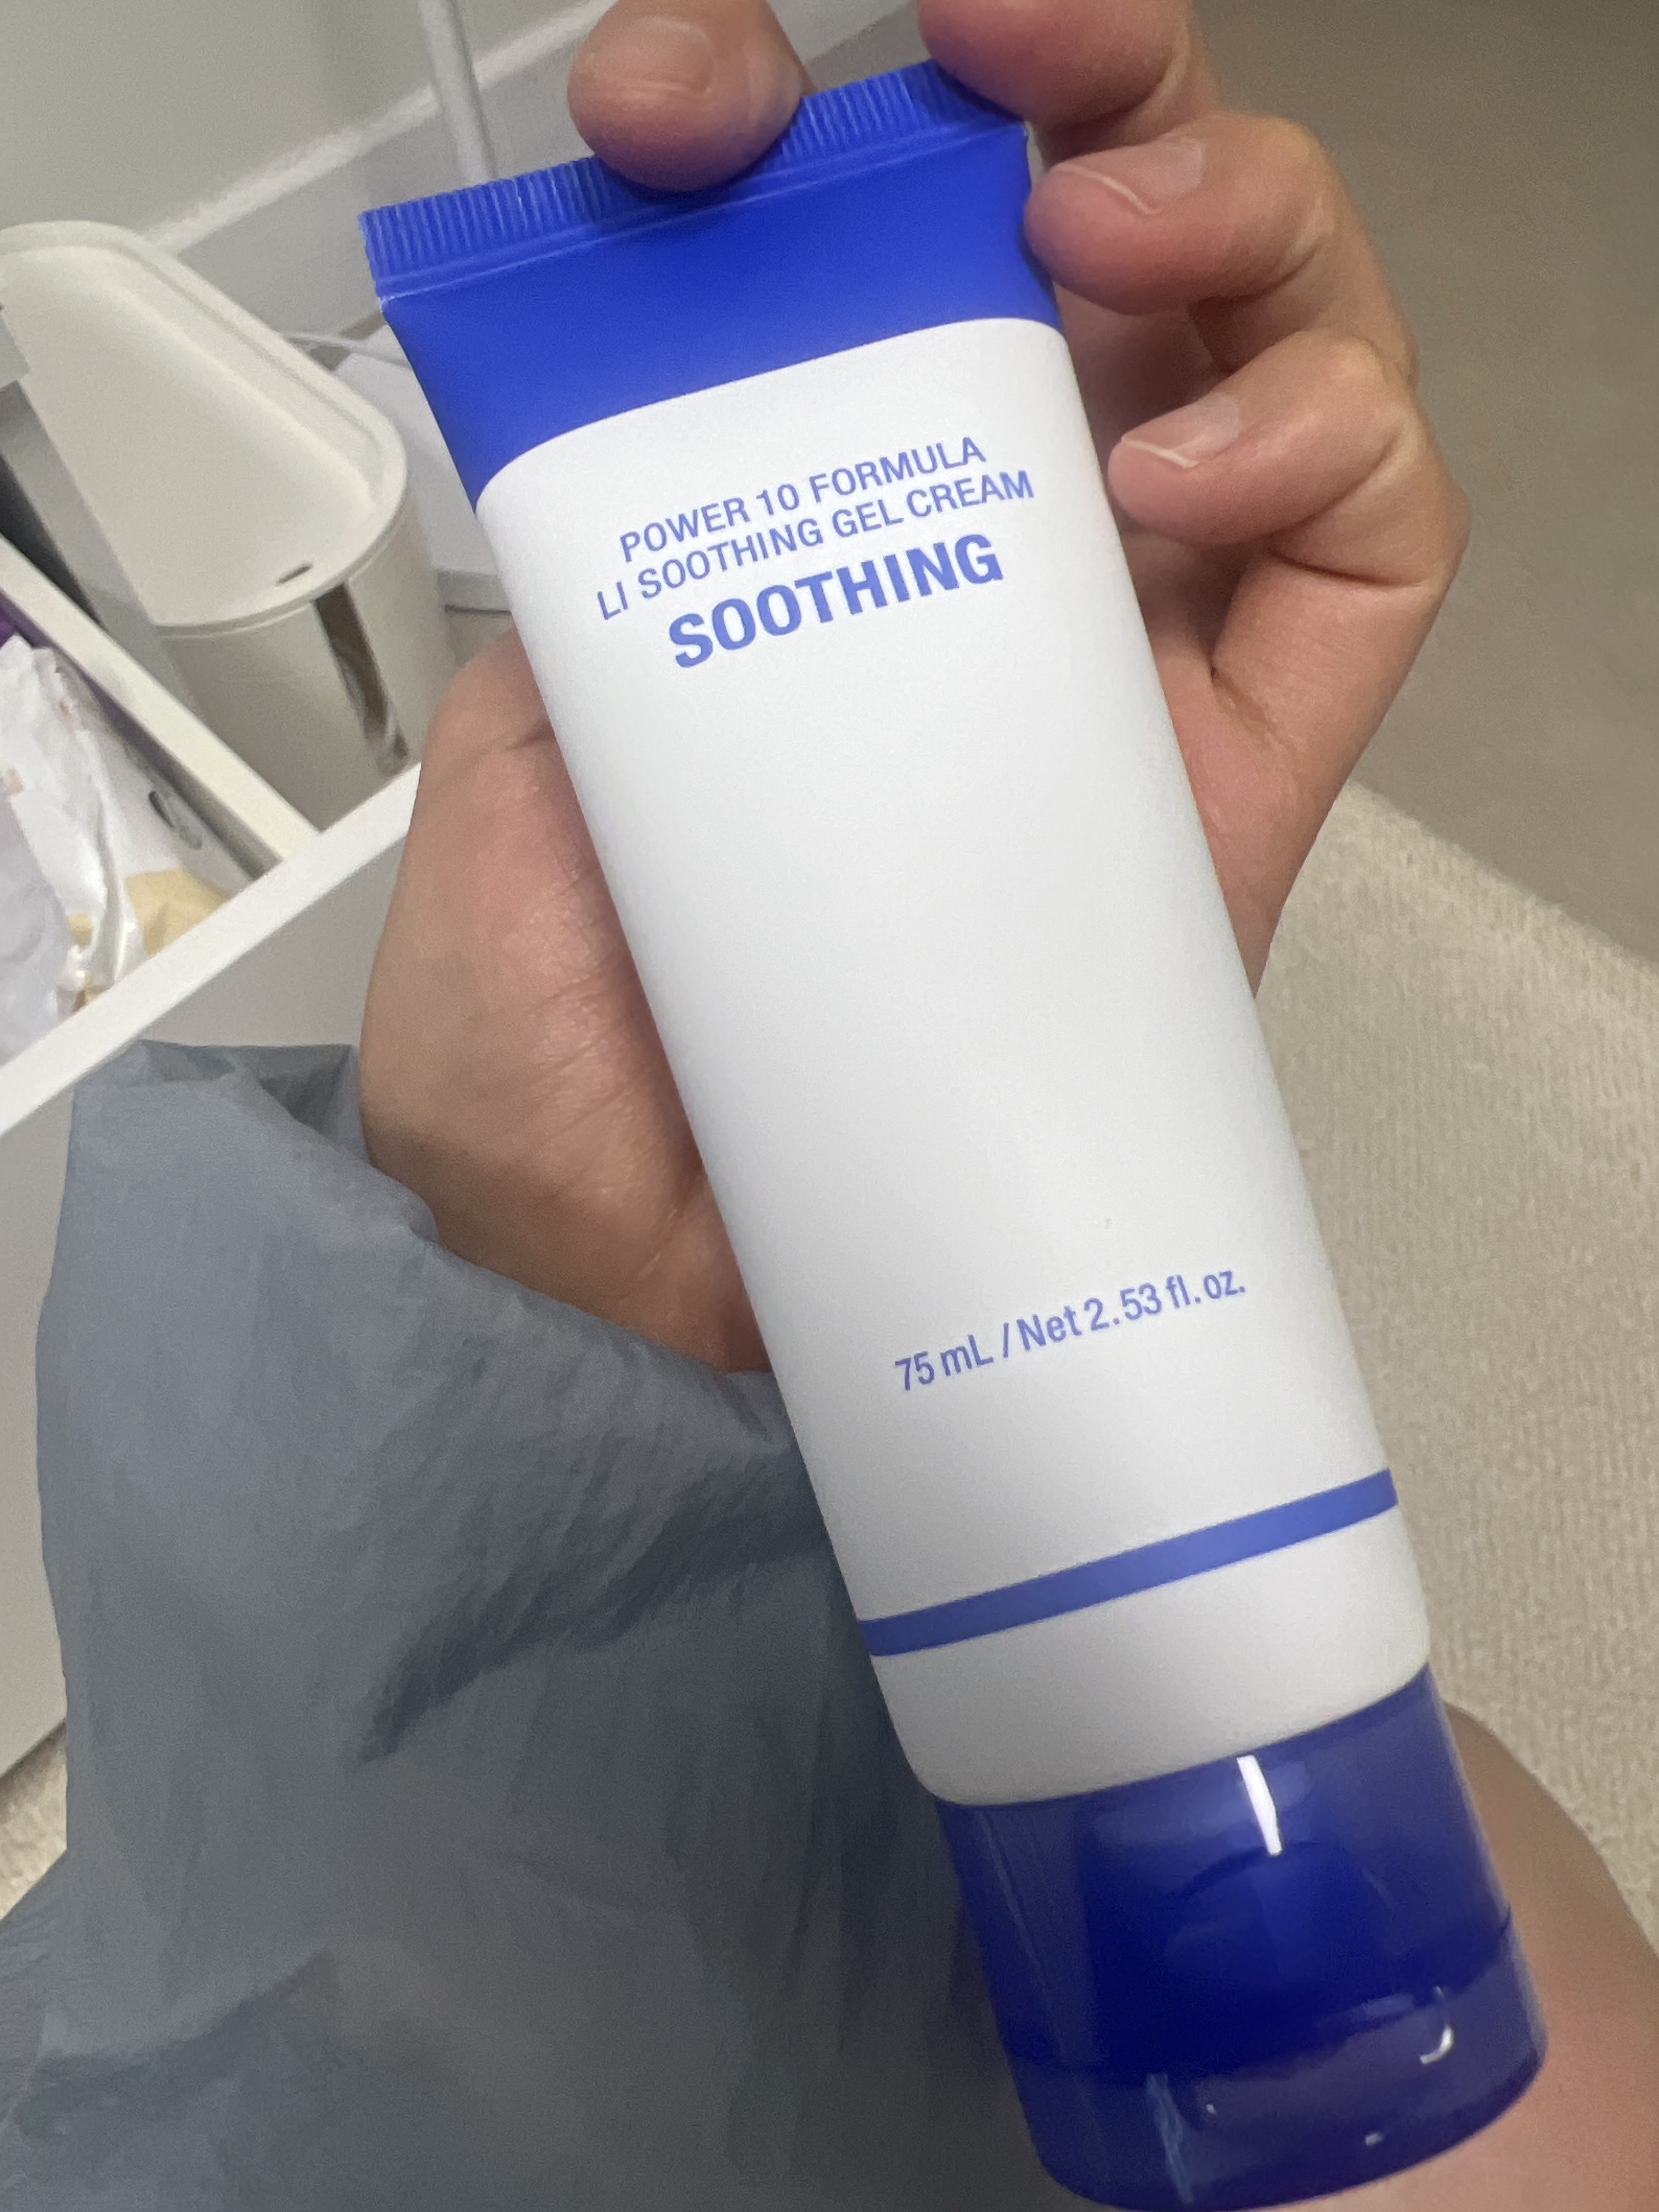 POWER 10 FORMULA
LI SOOTHING GEL CREAM
SOOTHING
75 mL / Net 2.53 fl. oz.